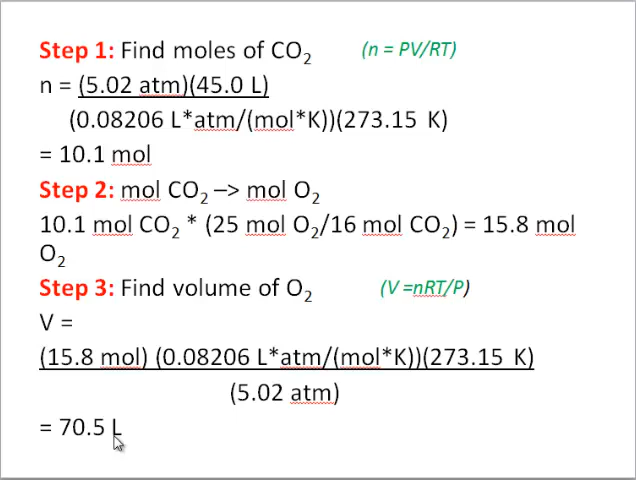 Step 1: Find moles of CO₂ (n = PV/RT)
n = (5.02 atm)(45.0 L)
(0.08206 L*atm/(mol*K))(273.15 K)
= 10.1 mol
Step 2: mol CO₂ –> mol O₂
10.1 mol CO₂ * (25 mol O₂/16 mol CO₂) = 15.8 mol
O₂
Step 3: Find volume of O₂ (V =nRT/P)
V =
(15.8 mol) (0.08206 L*atm/(mol*K))(273.15 K)
(5.02 atm)
= 70.5 L